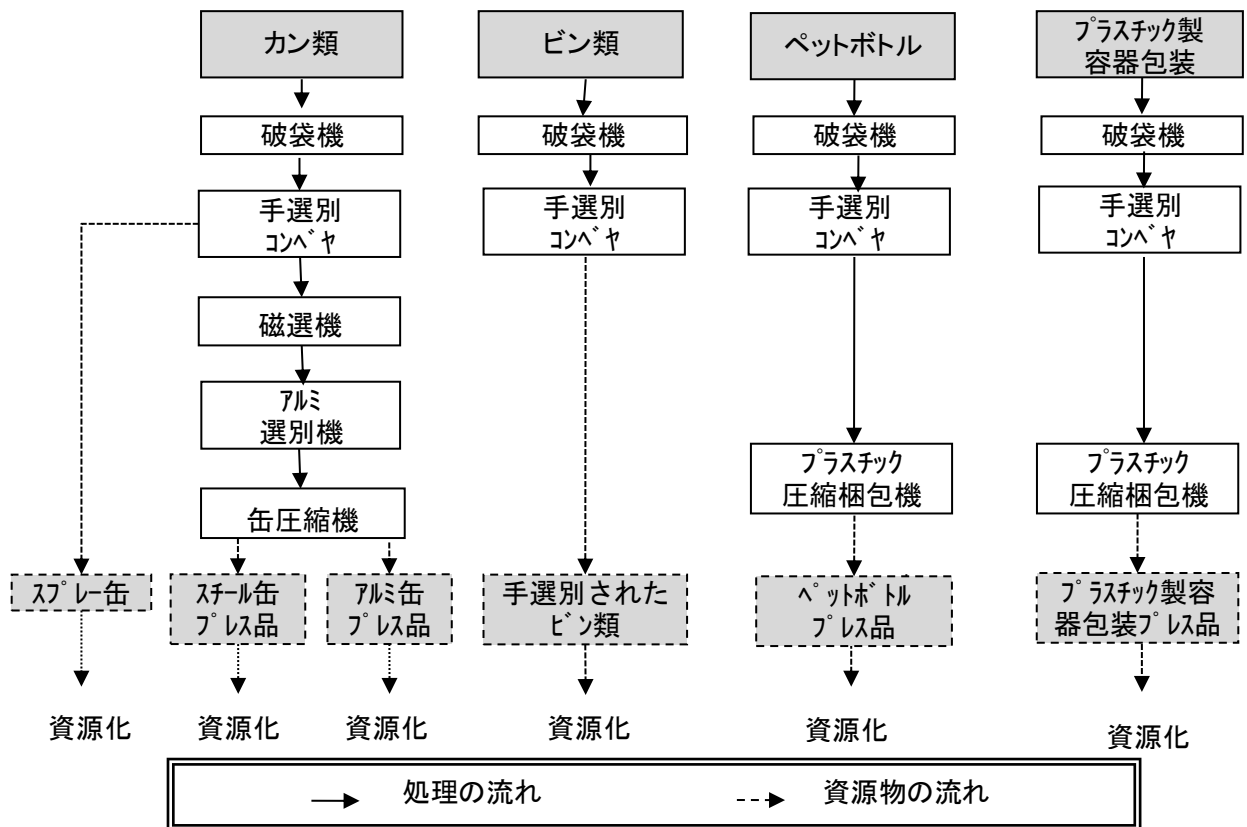 カン類
ビン類
ペットボトル
プラスチック製
容器包装
破袋機
破袋機
破袋機
破袋機
手選別
コンベヤ
手選別
コンベヤ
手選別
コンベヤ
手選別
コンベヤ
磁選機
アルミ
選別機
プラスチック
圧縮梱包機
プラスチック
圧縮梱包機
缶圧縮機
スプレー缶
スチール缶
プレス品
アルミ缶
プレス品
手選別された
ビン類
ペットボトル
プレス品
プラスチック製容
器包装プレス品
資源化
資源化
資源化
資源化
資源化
資源化
処理の流れ
資源物の流れ